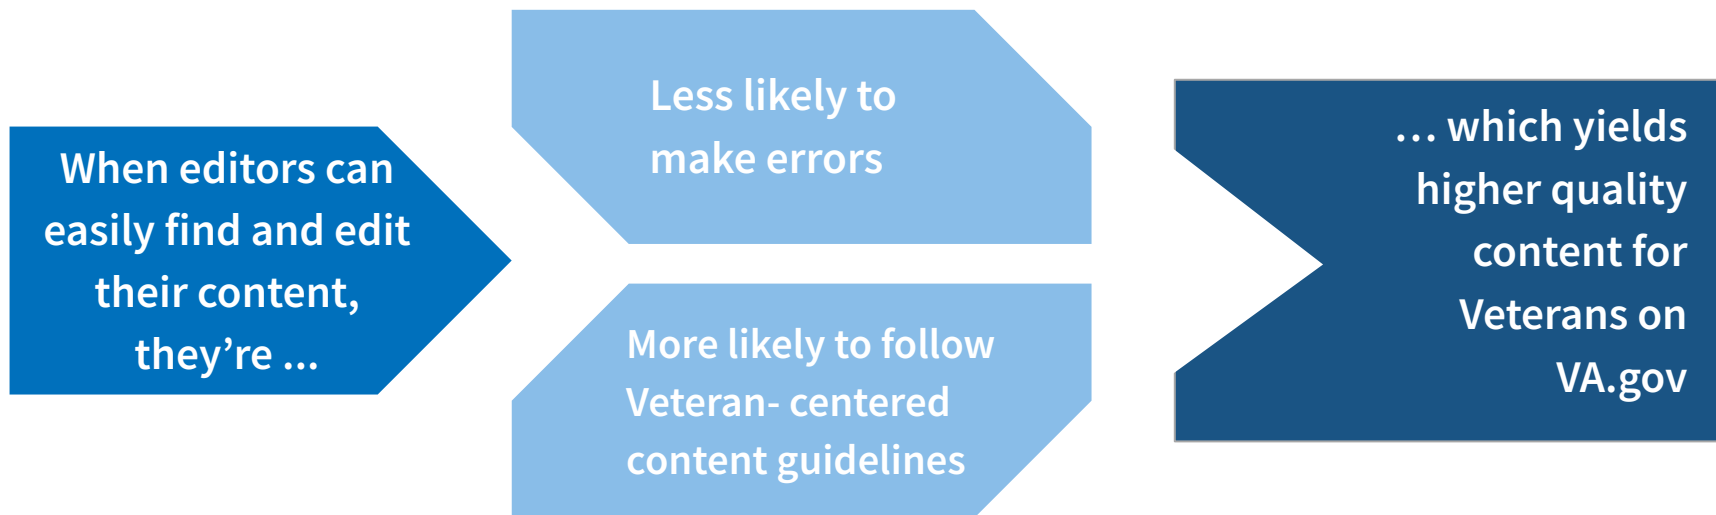 When editors can
easily find and edit
their content,
they’re ...
Less likely to
make errors
More likely to follow
Veteran- centered
content guidelines
... which yields
higher quality
content for
Veterans on
VA.gov